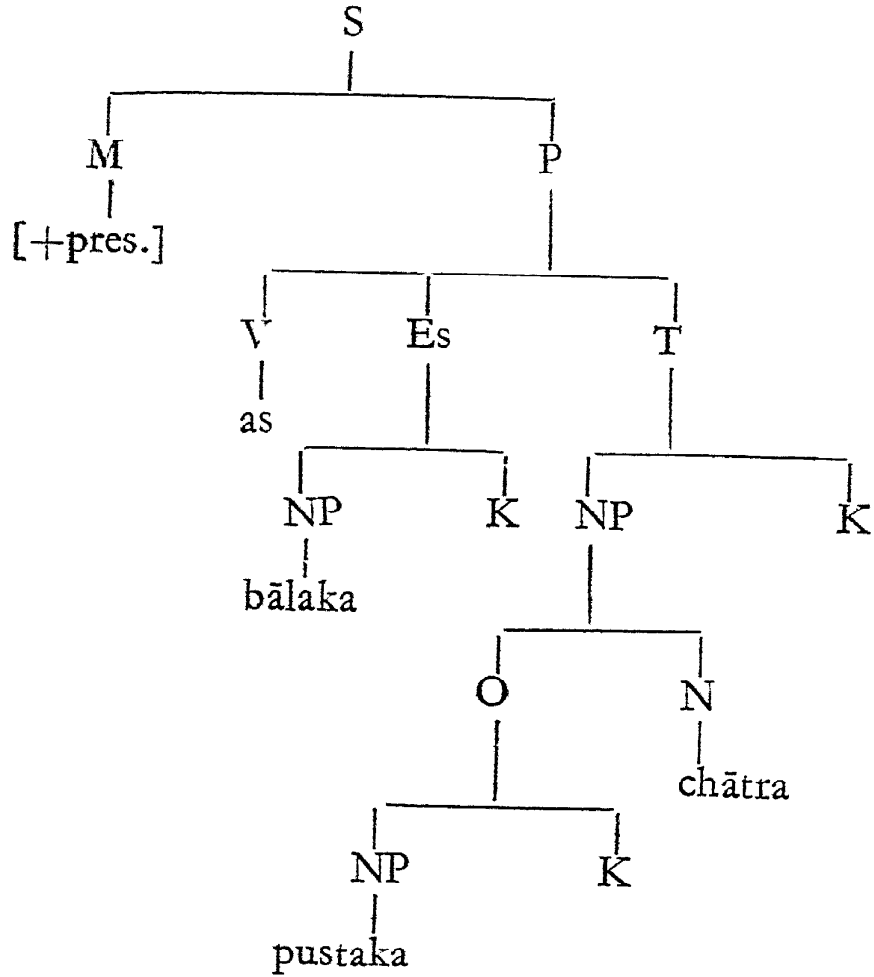 S
M P
[+pres.]
V Es T
as
NP K NP K
bālaka
O N
chātra
NP K
pustaka